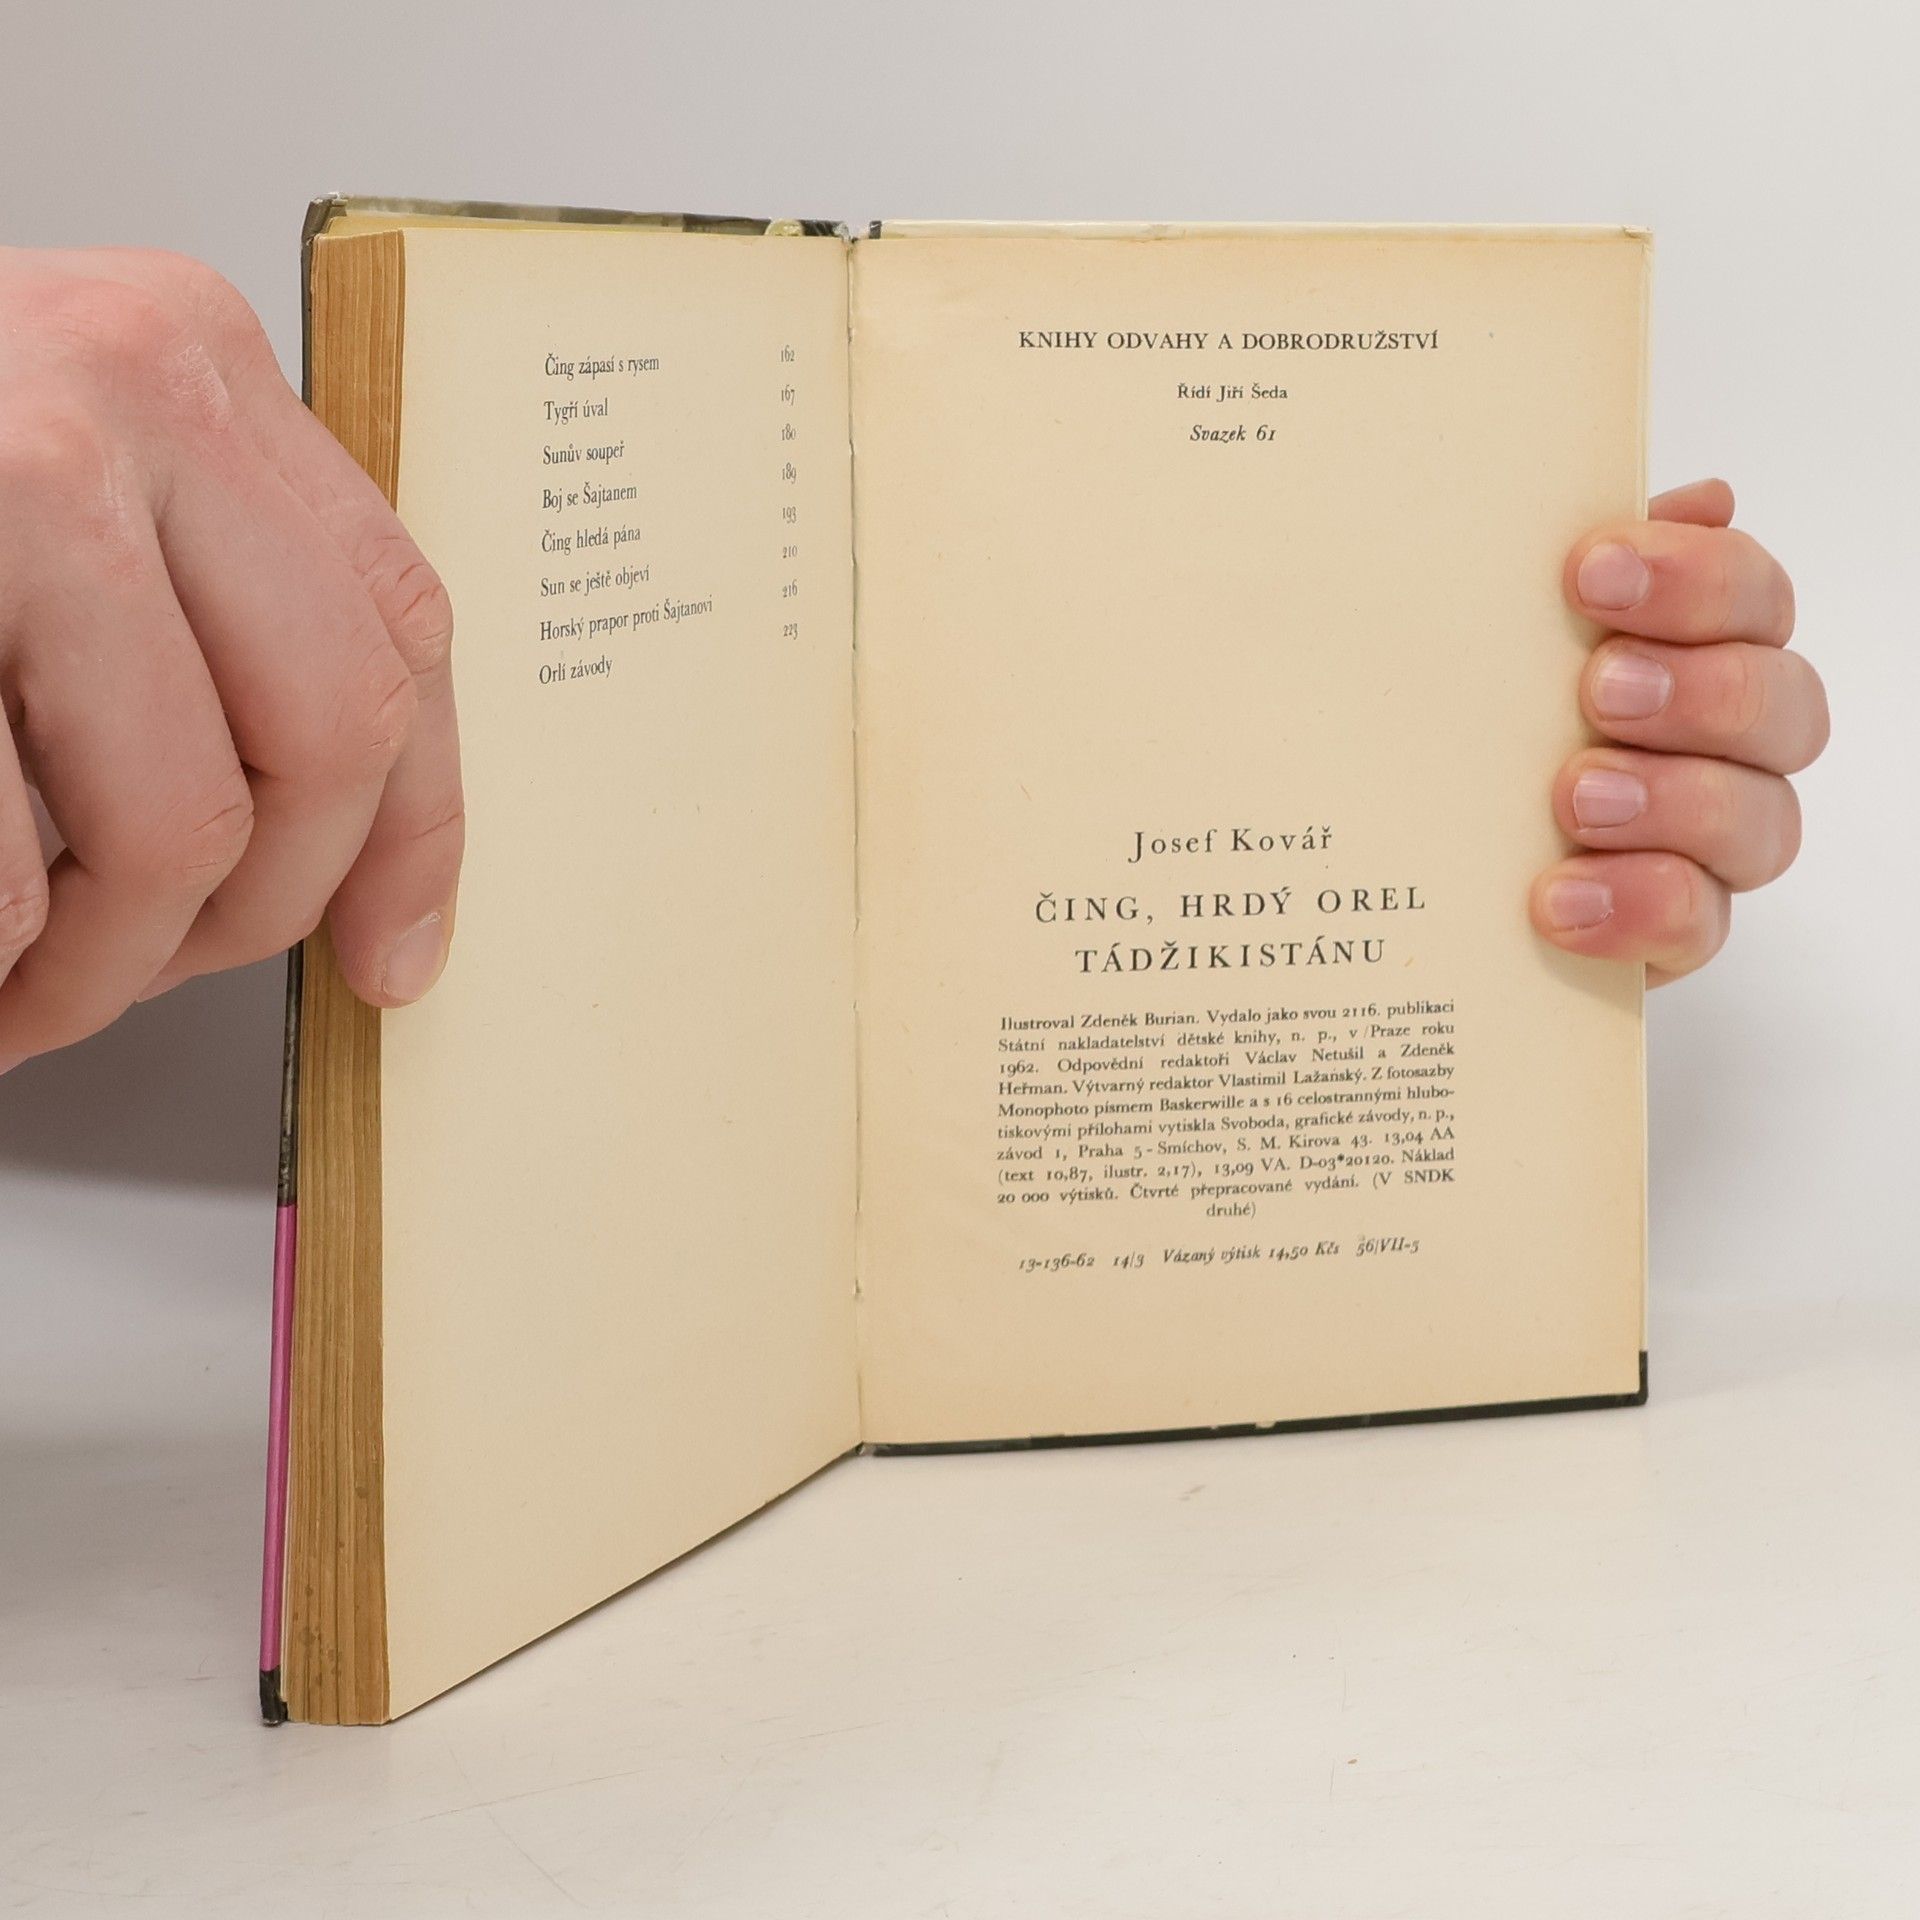 Čing zápasí s rysem 162
Tygří úval 167
Sunův soupeř 180
Boj se Šajtanem 189
Čing hledá pána 193
Sun se ještě objeví 210
Horský prapor proti Šajtanovi 216
Orlí závody 223
KNIHY ODVAHY A DOBRODRUŽSTVÍ
Řídí Jiří Šeda
Svazek 61
Josef Kovář
ČING, HRDÝ OREL
TÁDŽIKISTÁNU
Ilustroval Zdeněk Burian. Vydalo jako svou 2116. publikaci
Státní nakladatelství dětské knihy, n. p., v Praze roku
1962. Odpovědní redaktoři Václav Netušil a Zdeněk
Heřman. Výtvarný redaktor Vlastimil Lažanský. Z fotosazby
Monophoto písmem Baskerwille a s 16 celostrannými hlubo-
tiskovými přílohami vytiskla Svoboda, grafické závody, n. p.,
závod 1, Praha 5 - Smíchov, S. M. Kirova 43. 13,04 AA
(text 10,87, ilustr. 2,17), 13,09 VA. D-03*20120. Náklad
20 000 výtisků. Čtvrté přepracované vydání. (V SNDK
druhé)
13-136-62 14/3 Vázaný výtisk 14,50 Kčs 56/VII-5